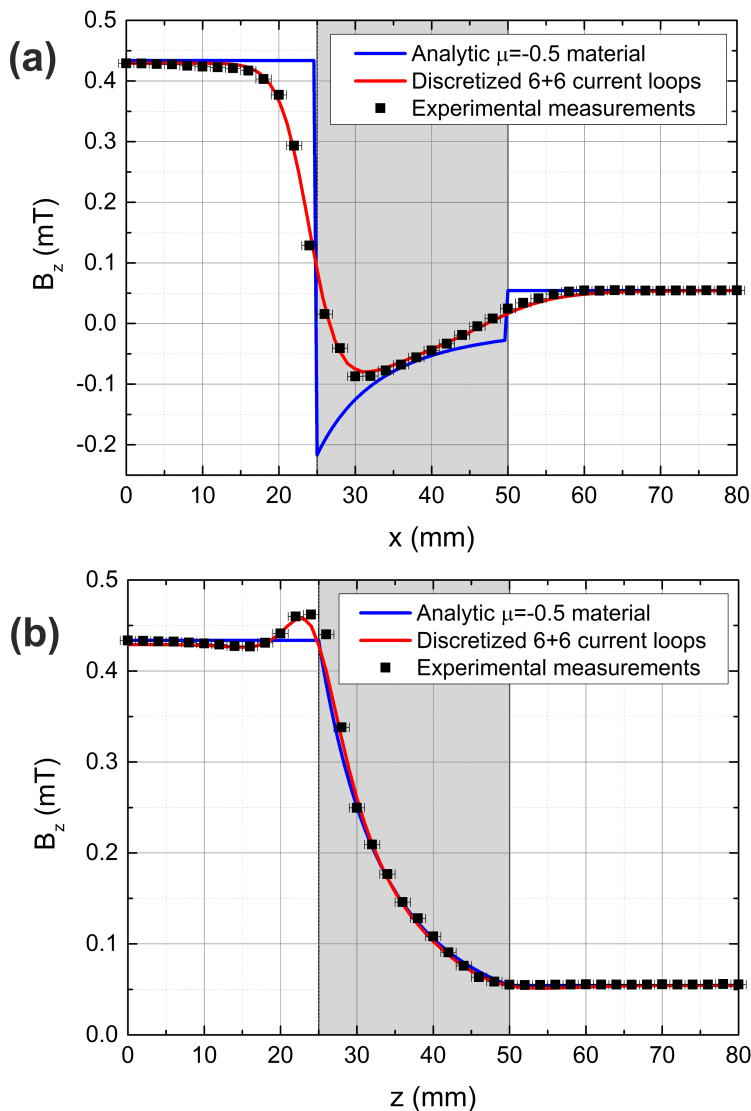 (a)
0.5
0.4
0.3
0.2
0.1
0.0
-0.1
-0.2
B_z (mT)
Analytic μ=-0.5 material
Discretized 6+6 current loops
Experimental measurements
0 10 20 30 40 50 60 70 80
x (mm)
(b)
0.5
0.4
0.3
0.2
0.1
0.0
B_z (mT)
Analytic μ=-0.5 material
Discretized 6+6 current loops
Experimental measurements
0 10 20 30 40 50 60 70 80
z (mm)